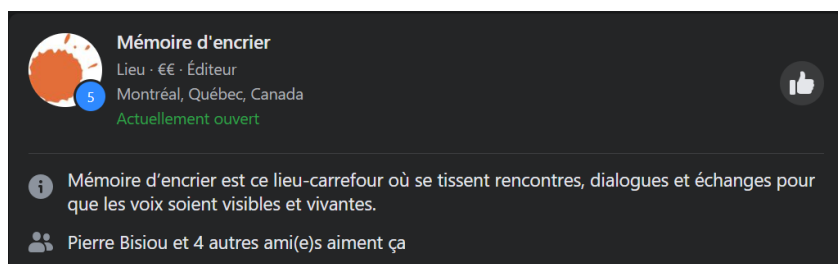 Mémoire d'encrier
Lieu · €€ · Éditeur
5
Montréal, Québec, Canada
Actuellement ouvert
Mémoire d’encrier est ce lieu-carrefour où se tissent rencontres, dialogues et échanges pour
que les voix soient visibles et vivantes.
Pierre Bisiou et 4 autres ami(e)s aiment ça